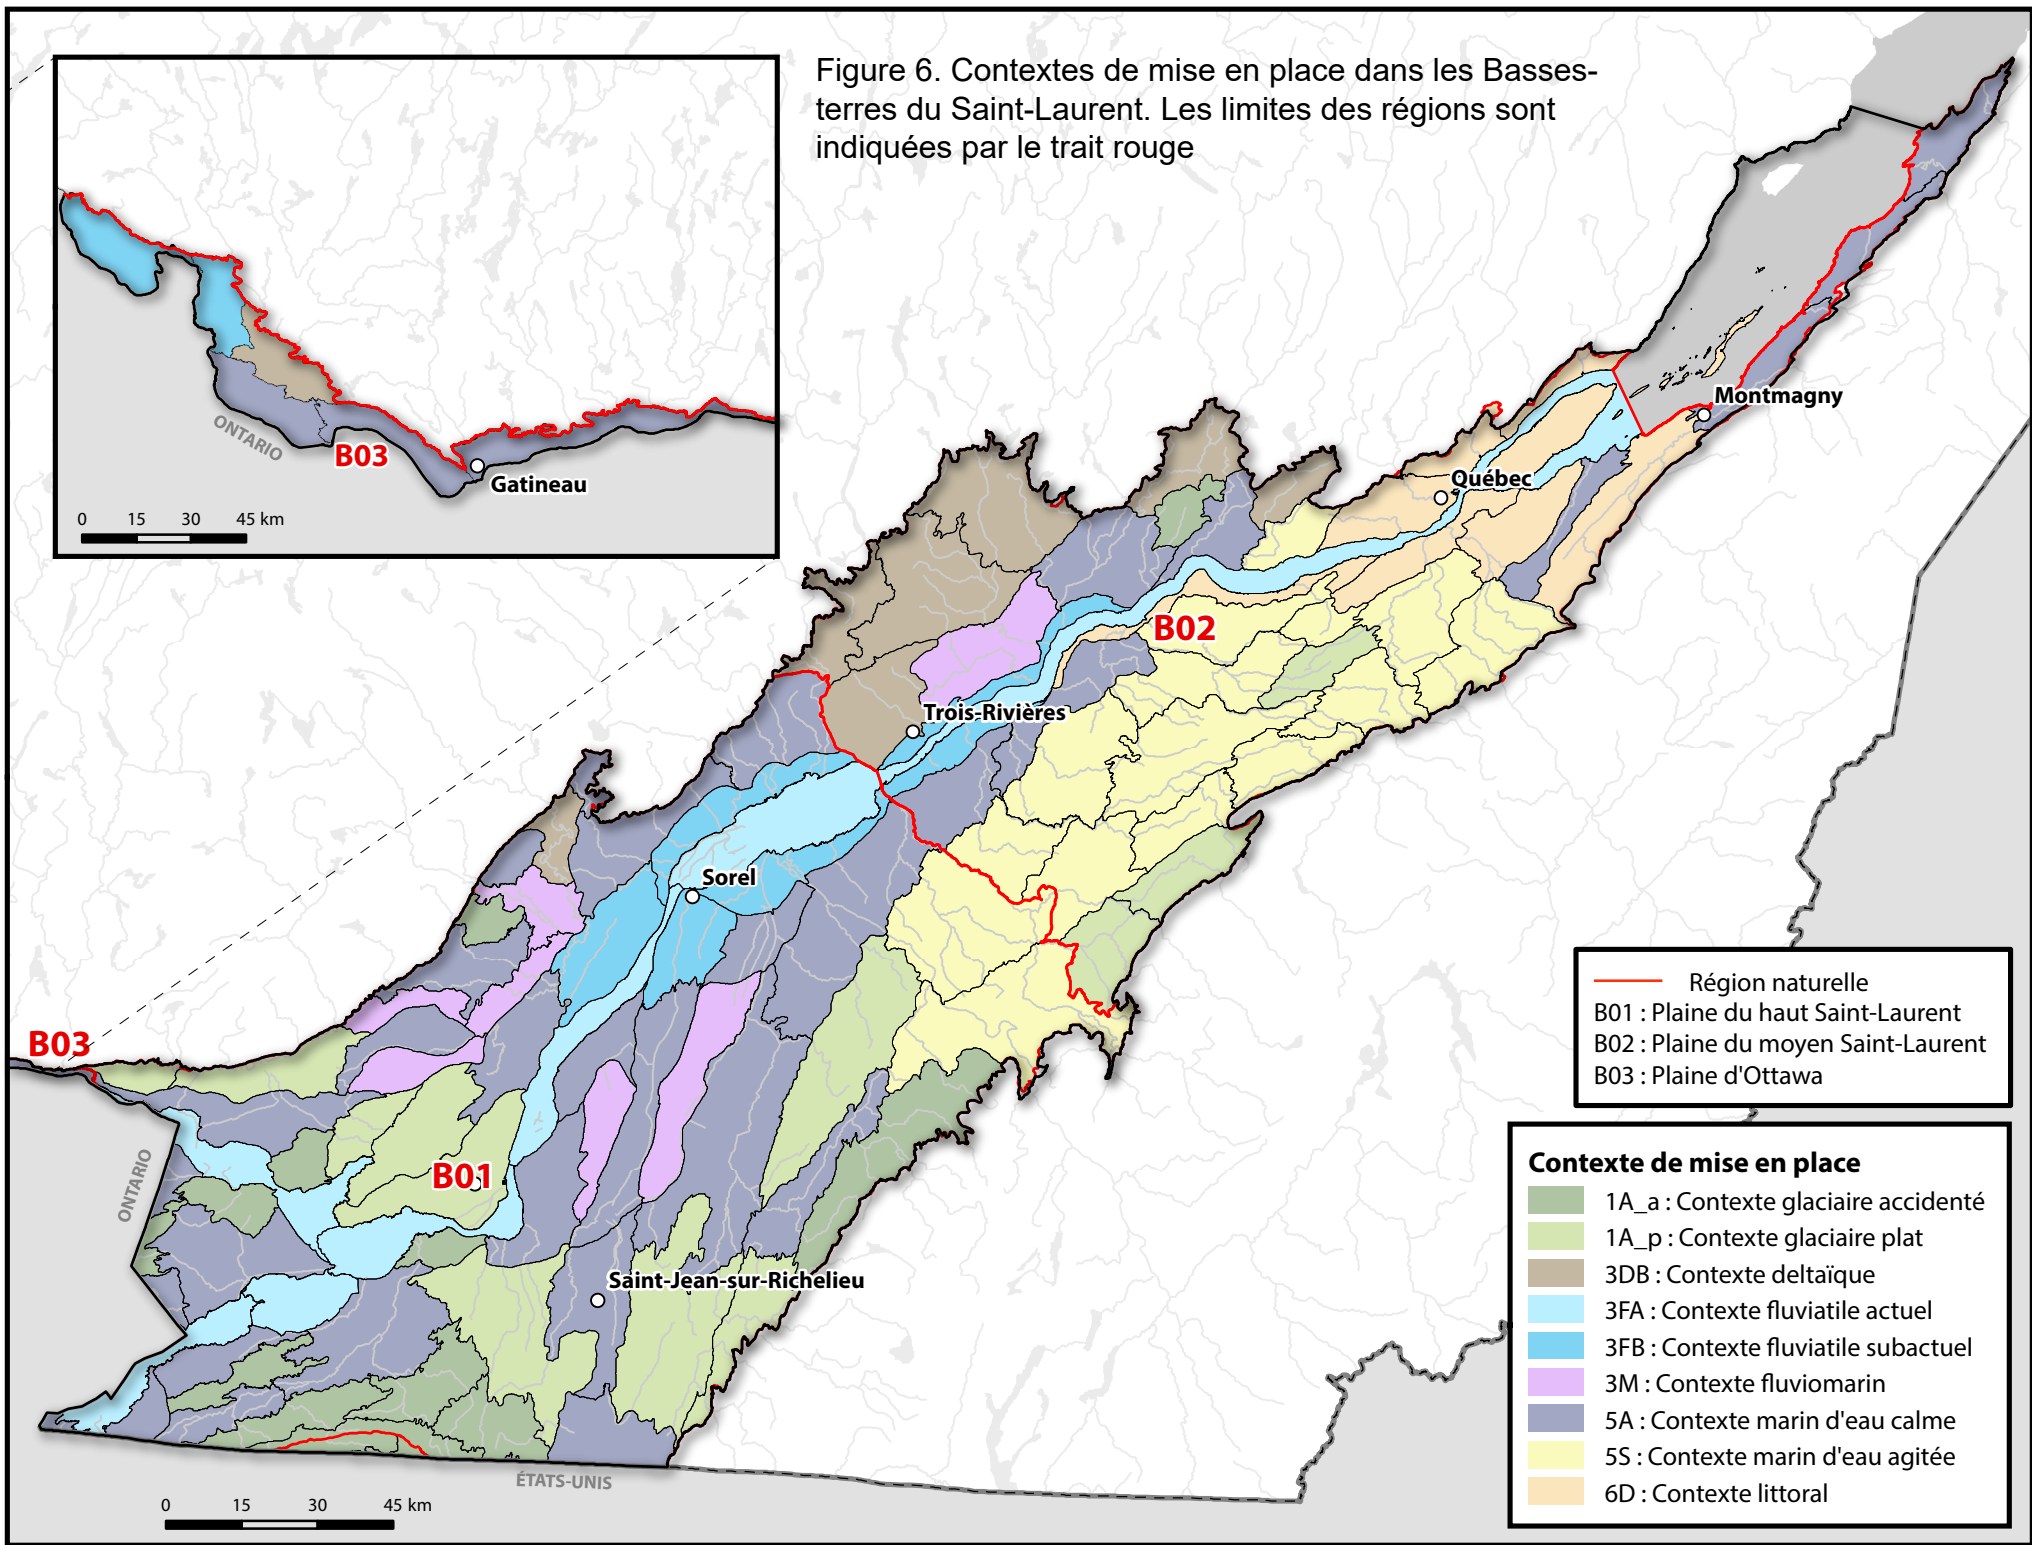 Figure 6. Contextes de mise en place dans les Basses-
terres du Saint-Laurent. Les limites des régions sont
indiquées par le trait rouge
ONTARIO
B03
Gatineau
0 15 30 45 km
Montmagny
Québec
B02
Trois-Rivières
Sorel
B03
B01
ONTARIO
Saint-Jean-sur-Richelieu
ÉTATS-UNIS
0 15 30 45 km
Région naturelle
B01 : Plaine du haut Saint-Laurent
B02 : Plaine du moyen Saint-Laurent
B03 : Plaine d'Ottawa
Contexte de mise en place
1A_a : Contexte glaciaire accidenté
1A_p : Contexte glaciaire plat
3DB : Contexte deltaïque
3FA : Contexte fluviatile actuel
3FB : Contexte fluviatile subactuel
3M : Contexte fluviomarin
5A : Contexte marin d'eau calme
5S : Contexte marin d'eau agitée
6D : Contexte littoral